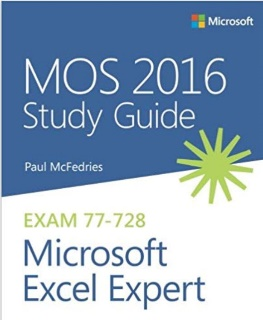 Microsoft
MOS 2016
Study Guide
Paul McFedries
EXAM 77-728
Microsoft
Excel Expert